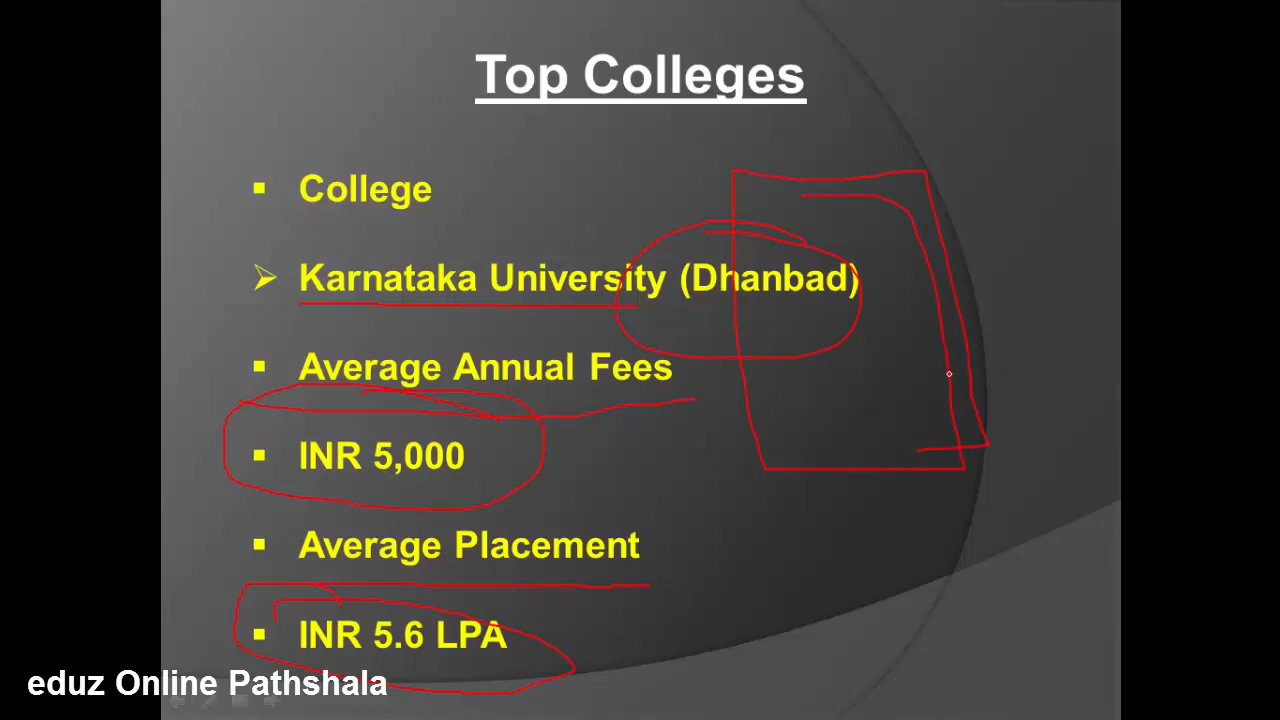 Top Colleges
College
Karnataka University (Dhanbad)
Average Annual Fees
INR 5,000
Average Placement
INR 5.6 LPA
eduz Online Pathshala